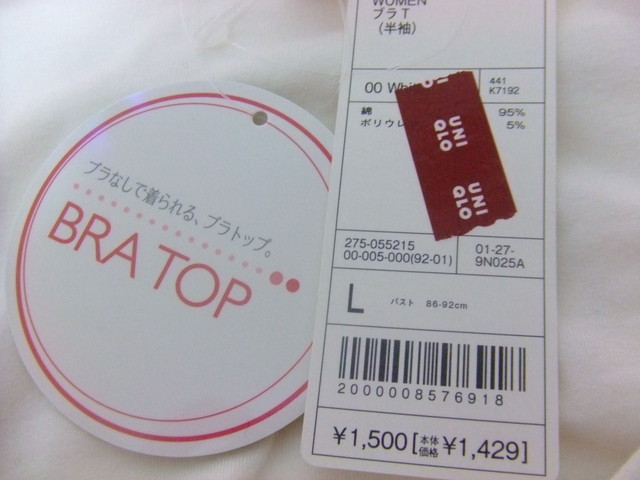 ブラなしで着られる、ブラトップ。
BRA TOP
WOMEN
ブラT
(半袖)
00 Whi
441
K7192
綿 95%
ポリウレ 5%
UNI
QLO
UNI
QLO
275-055215
00-005-000(92-01)
01-27-
9N025A
L バスト 86-92cm
2000008576918
¥1,500[本体価格 ¥1,429]